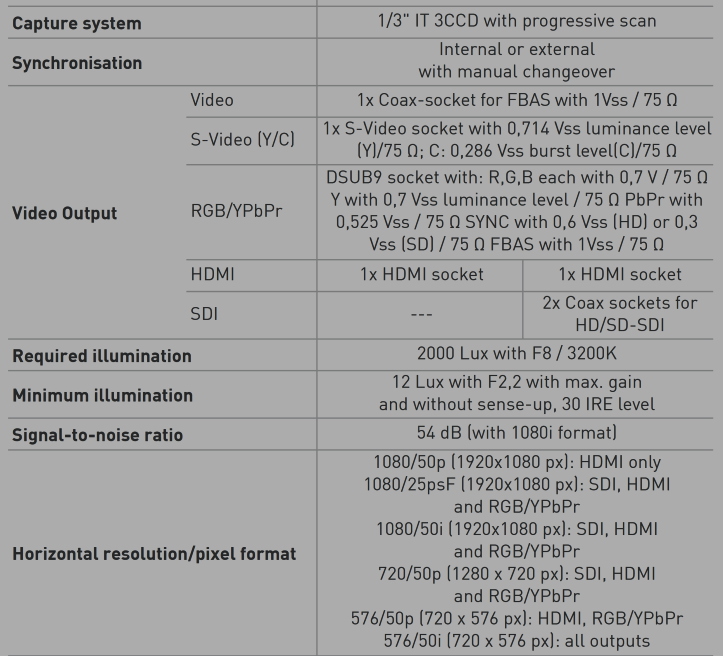 Capture system
1/3" IT 3CCD with progressive scan
Synchronisation
Internal or external
with manual changeover
Video Output
Video
1x Coax-socket for FBAS with 1Vss / 75 Ω
S-Video (Y/C)
1x S-Video socket with 0,714 Vss luminance level
(Y)/75 Ω; C: 0,286 Vss burst level(C)/75 Ω
RGB/YPbPr
DSUB9 socket with: R,G,B each with 0,7 V / 75 Ω
Y with 0,7 Vss luminance level / 75 Ω PbPr with
0,525 Vss / 75 Ω SYNC with 0,6 Vss (HD) or 0,3
Vss (SD) / 75 Ω FBAS with 1Vss / 75 Ω
HDMI
1x HDMI socket
1x HDMI socket
SDI
---
2x Coax sockets for
HD/SD-SDI
Required illumination
2000 Lux with F8 / 3200K
Minimum illumination
12 Lux with F2,2 with max. gain
and without sense-up, 30 IRE level
Signal-to-noise ratio
54 dB (with 1080i format)
Horizontal resolution/pixel format
1080/50p (1920x1080 px): HDMI only
1080/25psF (1920x1080 px): SDI, HDMI
and RGB/YPbPr
1080/50i (1920x1080 px): SDI, HDMI
and RGB/YPbPr
720/50p (1280 x 720 px): SDI, HDMI
and RGB/YPbPr
576/50p (720 x 576 px): HDMI, RGB/YPbPr
576/50i (720 x 576 px): all outputs